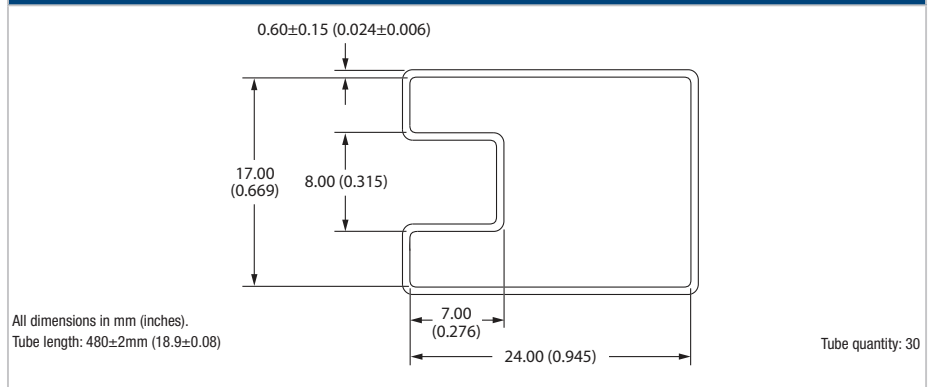 0.60±0.15 (0.024±0.006)
17.00
(0.669)
8.00 (0.315)
7.00
(0.276)
24.00 (0.945)
All dimensions in mm (inches).
Tube length: 480±2mm (18.9±0.08)
Tube quantity: 30